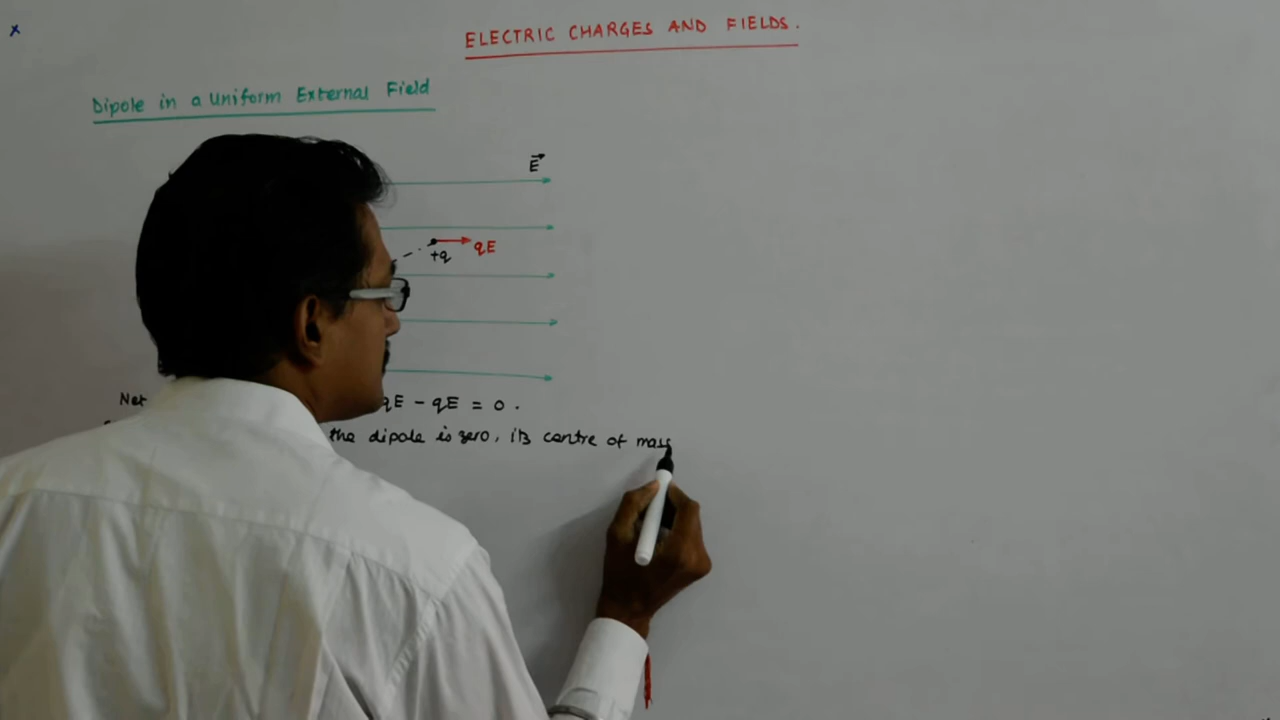 x
ELECTRIC CHARGES AND FIELDS.
Dipole in a Uniform External Field
E⃗
+q qE
Net qE - qE = 0.
the dipole is zero, its centre of mass